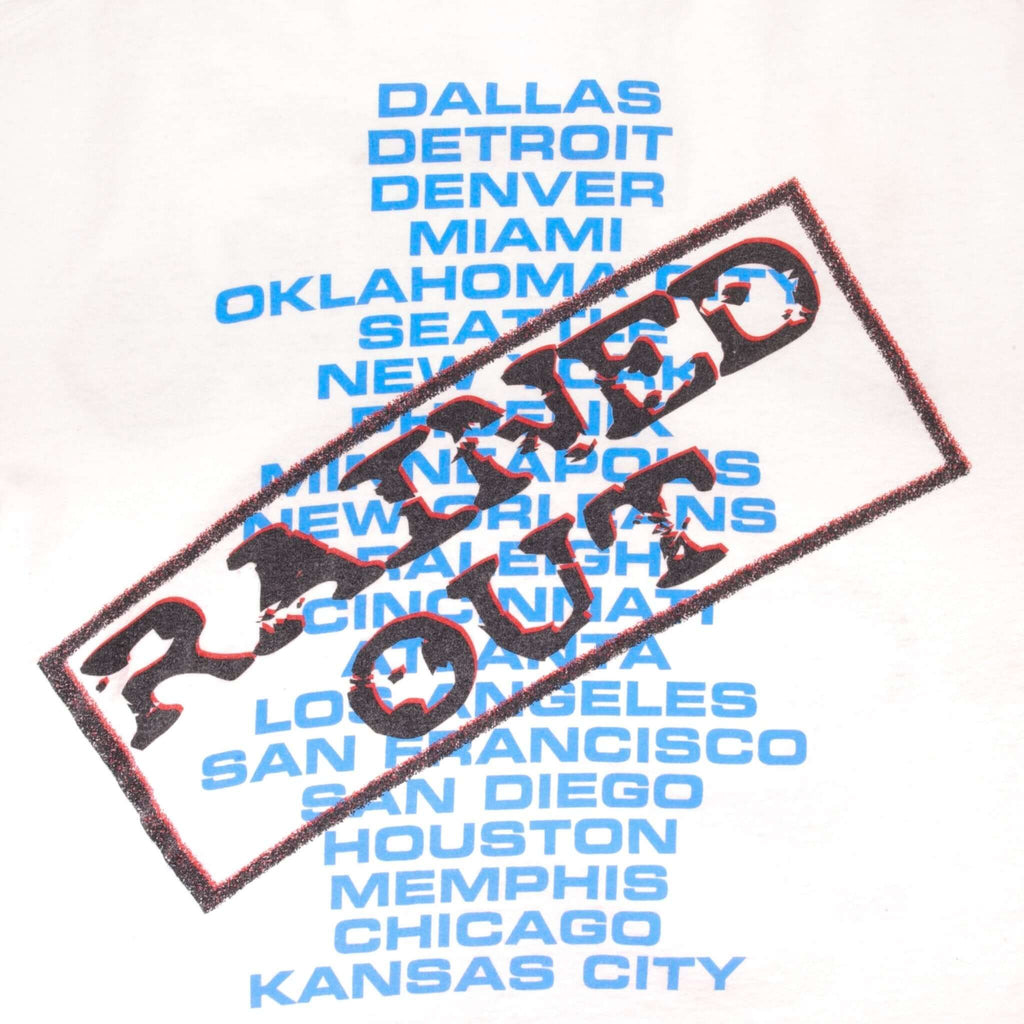 DALLAS
DETROIT
DENVER
MIAMI
OKLAHOMA CITY
SEATTLE
NEW YORK
PHOENIX
MINNEAPOLIS
NEW ORLEANS
RALEIGH
CINCINNATI
ATLANTA
LOS ANGELES
SAN FRANCISCO
SAN DIEGO
HOUSTON
MEMPHIS
CHICAGO
KANSAS CITY
RAINED
OUT